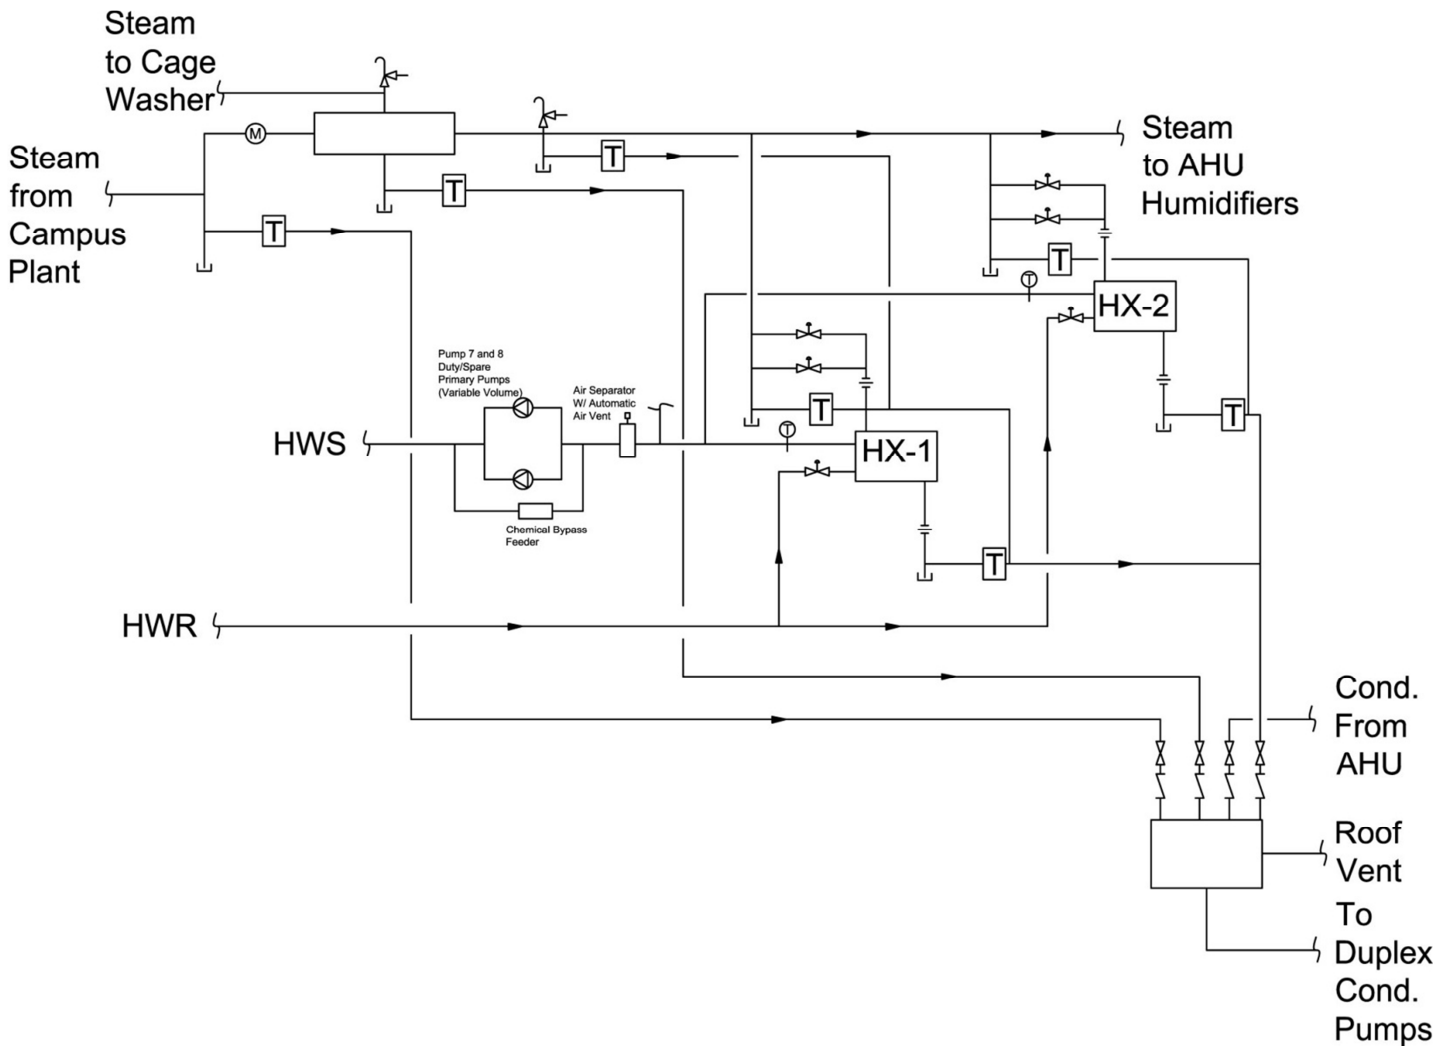 Steam
to Cage
Washer
M
Steam
from
Campus
Plant
T
T
T
Steam
to AHU
Humidifiers
T
T
HX-2
T
Pump 7 and 8
Duty/Spare
Primary Pumps
(Variable Volume)
Air Separator
W/ Automatic
Air Vent
T
T
HX-1
HWS
Chemical Bypass
Feeder
T
HWR
Cond.
From
AHU
Roof
Vent
To
Duplex
Cond.
Pumps